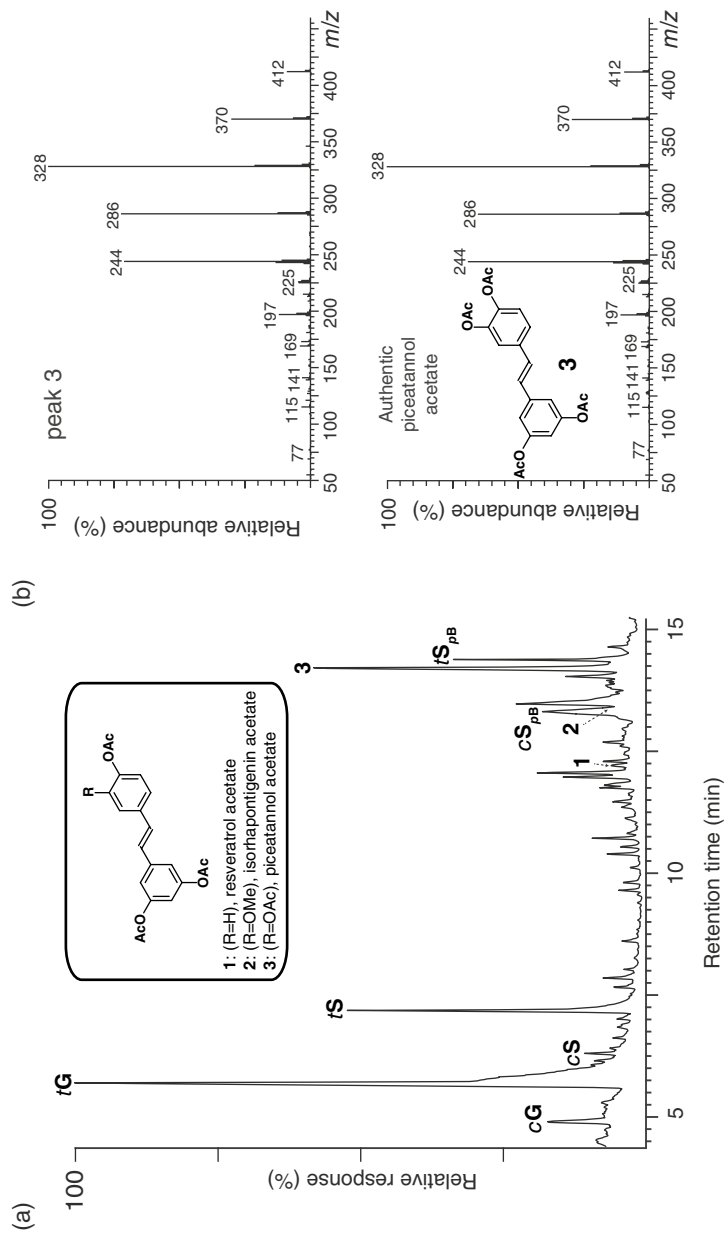 (a)
100
Relative response (%)
tG
cG
cS
tS
1
cS_pB
2
3
tS_pB
5
10
15
Retention time (min)
R
OAc
AcO
OAc
1: (R=H), resveratrol acetate
2: (R=OMe), isorhapontigenin acetate
3: (R=OAc), piceatannol acetate
(b)
100
Relative abundance (%)
peak 3
77
115
141
169
197
225
244
286
328
370
412
50
100
150
200
250
300
350
400
m/z
100
Relative abundance (%)
Authentic
piceatannol
acetate
OAc
OAc
AcO
OAc
3
77
115
141
169
197
225
244
286
328
370
412
50
100
150
200
250
300
350
400
m/z